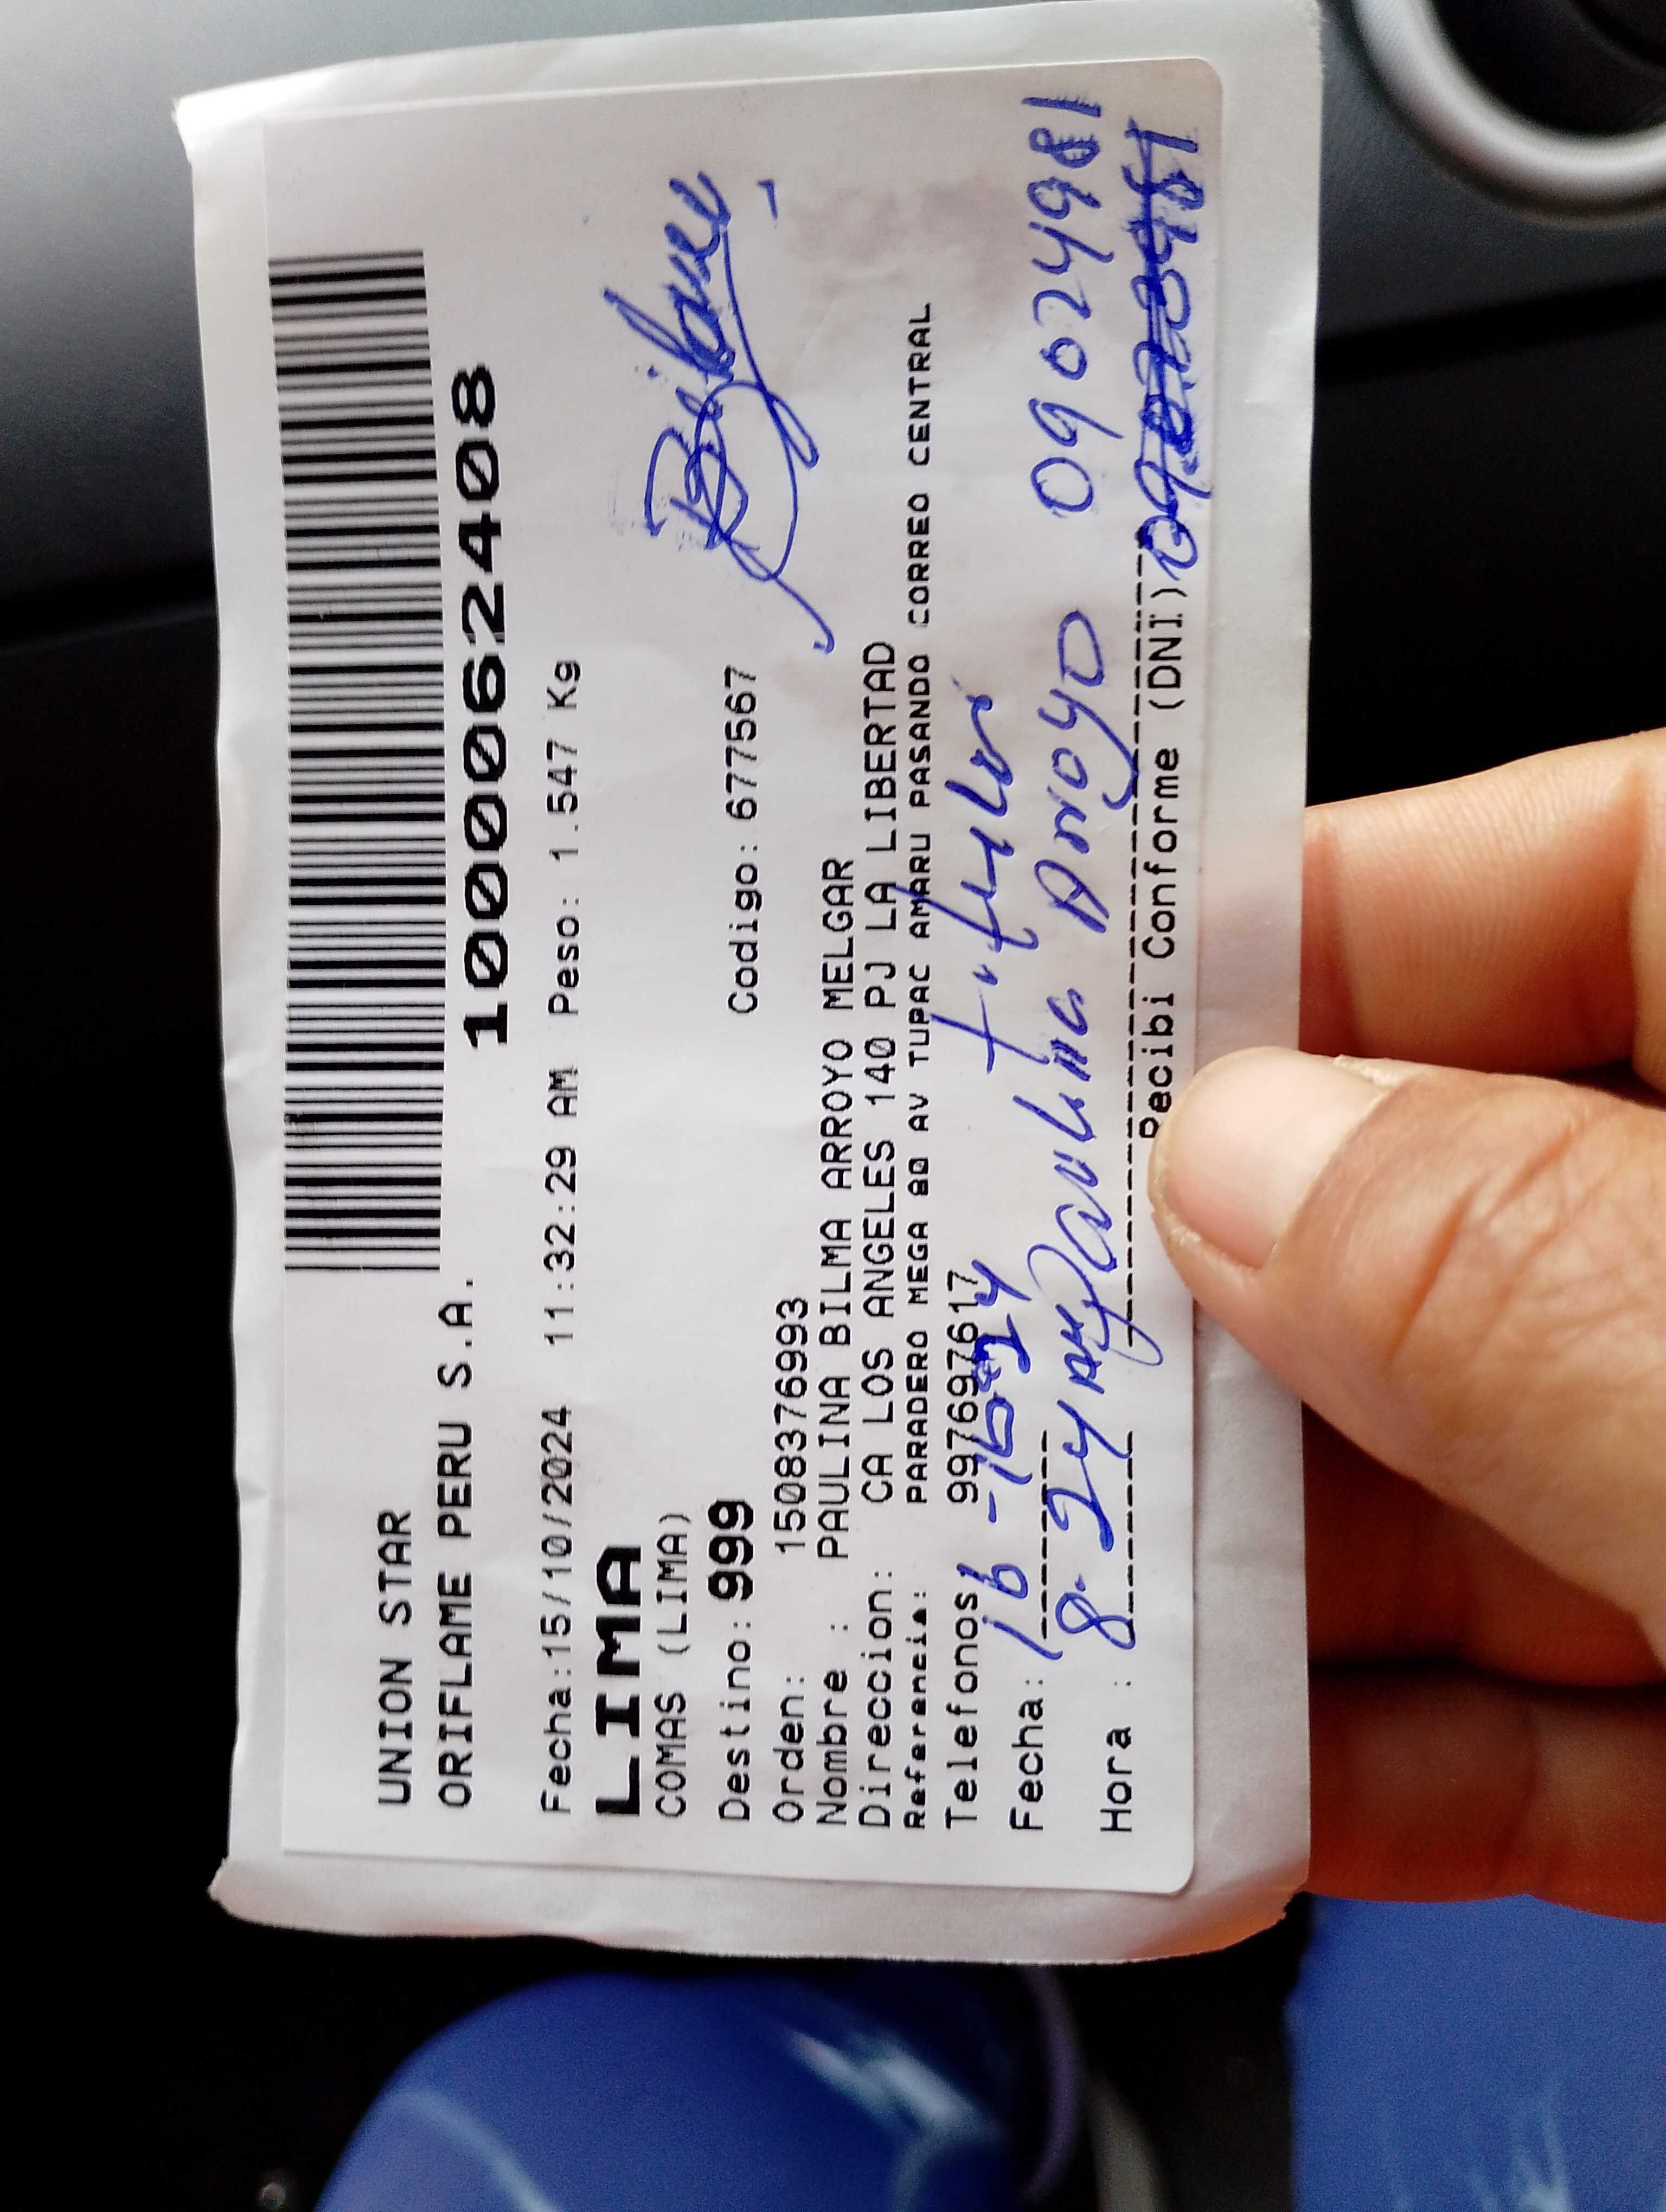 UNION STAR
ORIFLAME PERU S.A.
1000062408
Fecha:15/10/2024 11:32:29 AM Peso: 1.547 Kg
LIMA
COMAS (LIMA)
Destino: 999 Codigo: 677567
Orden: 1508376993
Nombre : PAULINA BILMA ARROYO MELGAR
Direccion: CA LOS ANGELES 140 PJ LA LIBERTAD
Referencia: PARADERO MEGA 80 AV TUPAC AMARU PASANDO CORREO CENTRAL
Telefonos: 997697617
Fecha: 16 - 10-24 titular
Hora : 8:24 AM Paulina Arroyo 09024981
Recibi Conforme (DNI)